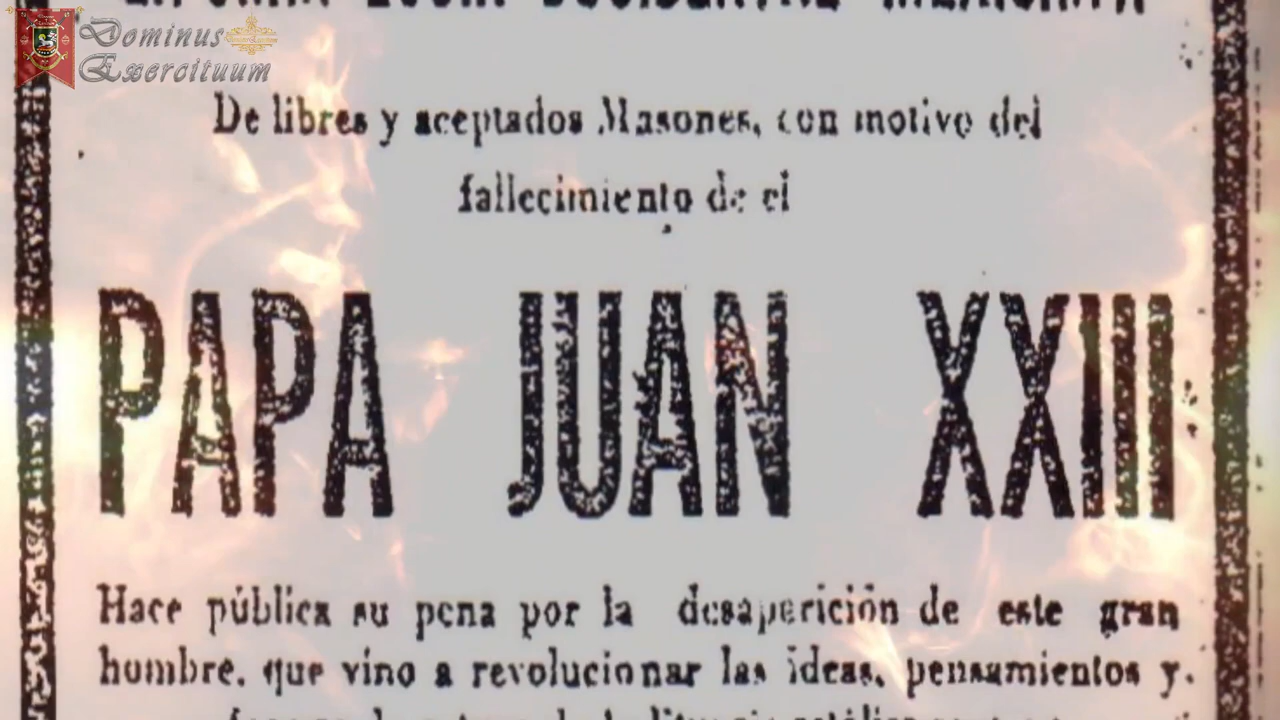 Dominus
Exercituum
De libres y aceptados Masones, con motivo del
fallecimiento de el
PAPA JUAN XXIII
Hace pública su pena por la desaparición de este gran
hombre, que vino a revolucionar las ideas, pensamientos y